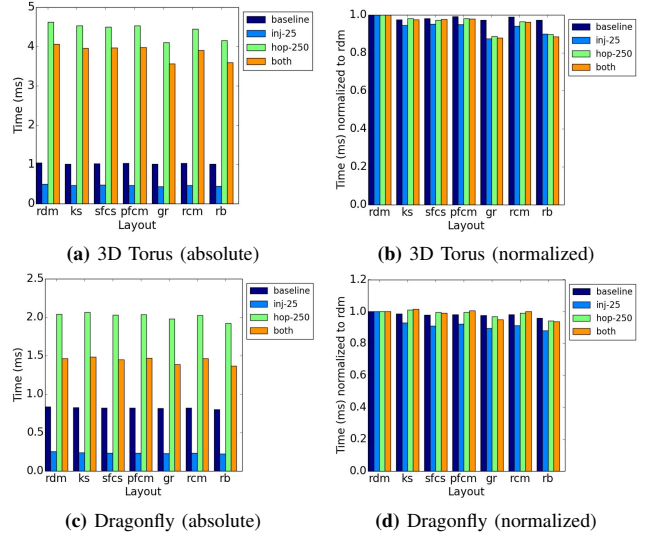 5
4
3
2
1
0
Time (ms)
rdm ks sfcs pfcm gr rcm rb
Layout
baseline
inj-25
hop-250
both
(a) 3D Torus (absolute)
1.0
0.8
0.6
0.4
0.2
0.0
Time (ms) normalized to rdm
rdm ks sfcs pfcm gr rcm rb
Layout
baseline
inj-25
hop-250
both
(b) 3D Torus (normalized)
2.5
2.0
1.5
1.0
0.5
0.0
Time (ms)
rdm ks sfcs pfcm gr rcm rb
Layout
baseline
inj-25
hop-250
both
(c) Dragonfly (absolute)
1.2
1.0
0.8
0.6
0.4
0.2
0.0
Time (ms) normalized to rdm
rdm ks sfcs pfcm gr rcm rb
Layout
baseline
inj-25
hop-250
both
(d) Dragonfly (normalized)